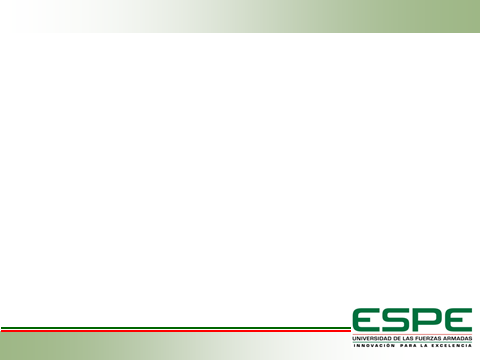 ESPE
UNIVERSIDAD DE LAS FUERZAS ARMADAS
INNOVACIÓN PARA LA EXCELENCIA